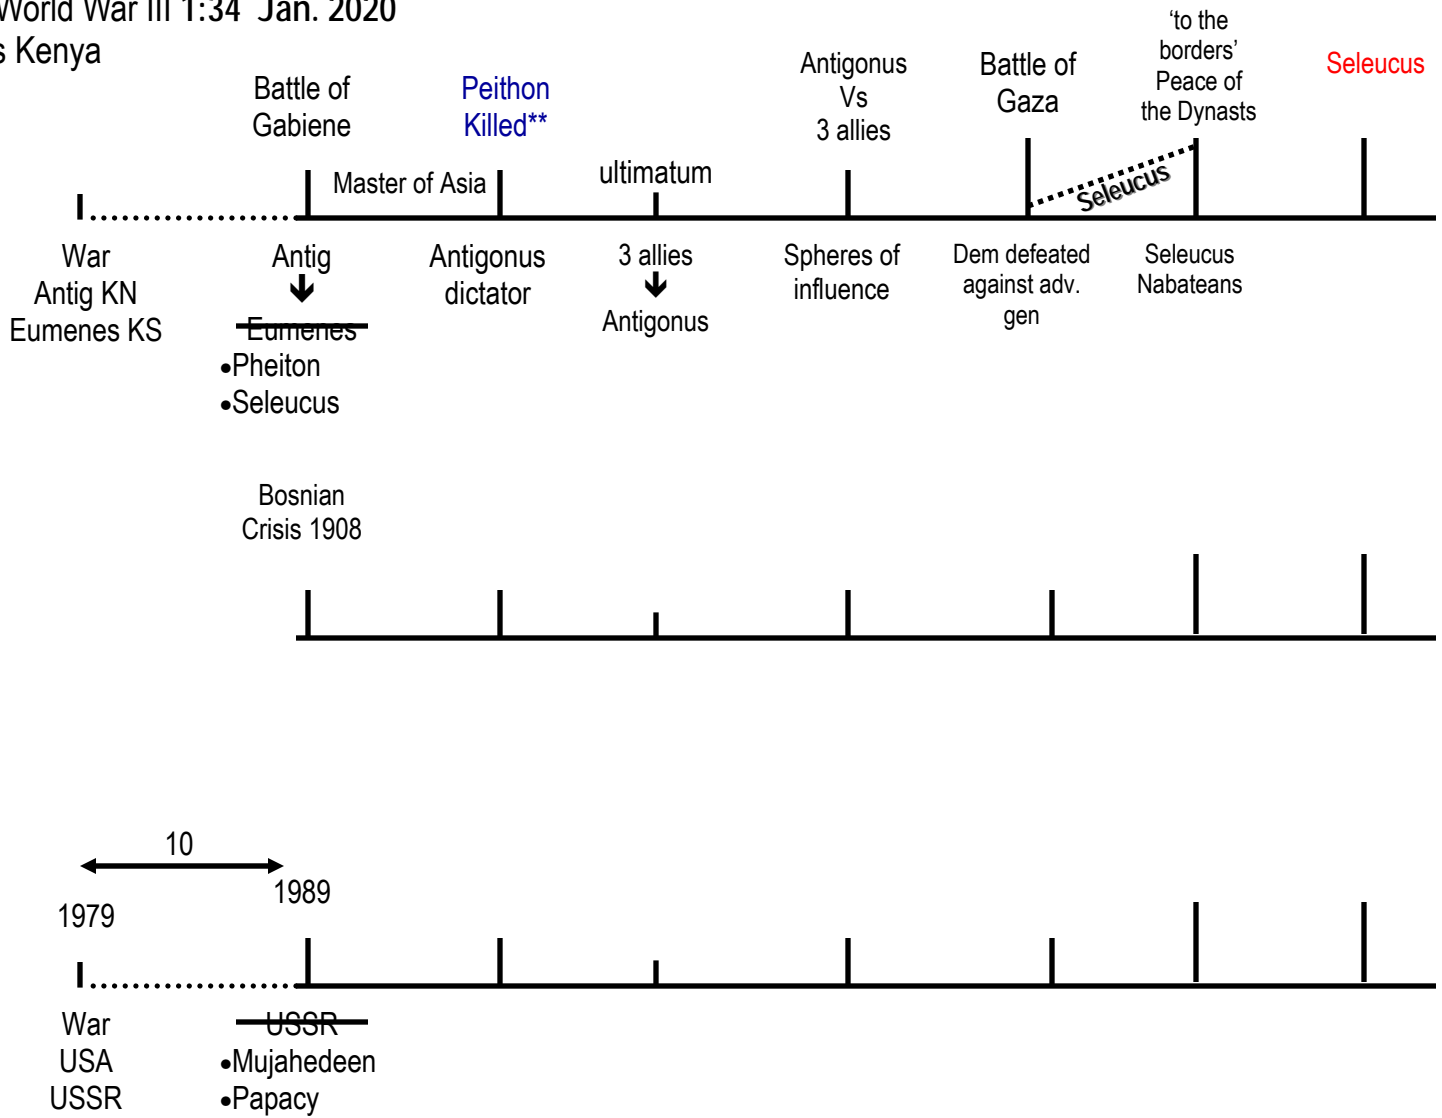 World War III 1:34 Jan. 2020
s Kenya
Battle of
Gabiene
Peithon
Killed**
Antigonus
Vs
3 allies
Battle of
Gaza
‘to the
borders’
Peace of
the Dynasts
Seleucus
Master of Asia
ultimatum
Seleucus
War
Antig KN
Eumenes KS
Antig
Eumenes
•Pheiton
•Seleucus
Antigonus
dictator
3 allies
Antigonus
Spheres of
influence
Dem defeated
against adv.
gen
Seleucus
Nabateans
Bosnian
Crisis 1908
10
1979
1989
War
USA
USSR
USSR
•Mujahedeen
•Papacy